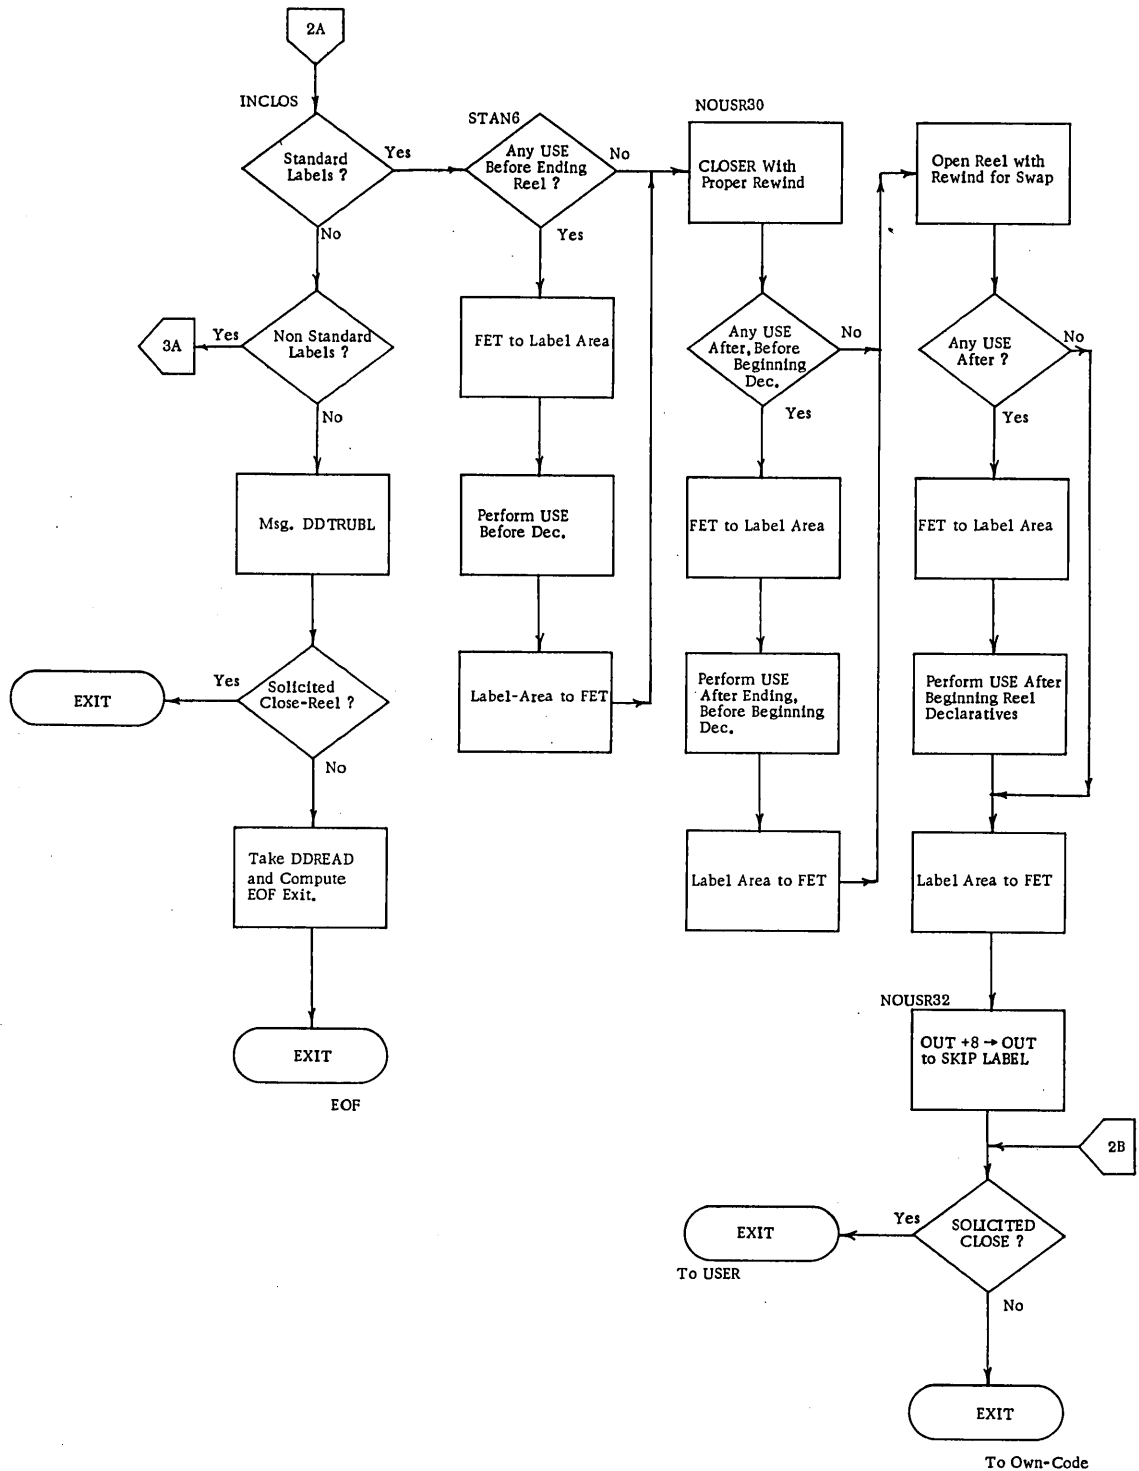 2A
INCLOS
Standard
Labels ?
Yes
No
STAN6
Any USE
Before Ending
Reel ?
No
Yes
NOUSR30
CLOSER With
Proper Rewind
Open Reel with
Rewind for Swap
3A
Yes
Non Standard
Labels ?
No
FET to Label Area
Any USE
After, Before
Beginning
Dec.
No
Yes
Any USE
After ?
No
Yes
Msg. DDTRUBL
Perform USE
Before Dec.
FET to Label Area
FET to Label Area
EXIT
Yes
Solicited
Close-Reel ?
No
Label-Area to FET
Perform USE
After Ending,
Before Beginning
Dec.
Perform USE After
Beginning Reel
Declaratives
Take DDREAD
and Compute
EOF Exit.
Label Area to FET
Label Area to FET
EXIT
EOF
NOUSR32
OUT +8 → OUT
to SKIP LABEL
2B
EXIT
To USER
Yes
SOLICITED
CLOSE ?
No
EXIT
To Own-Code